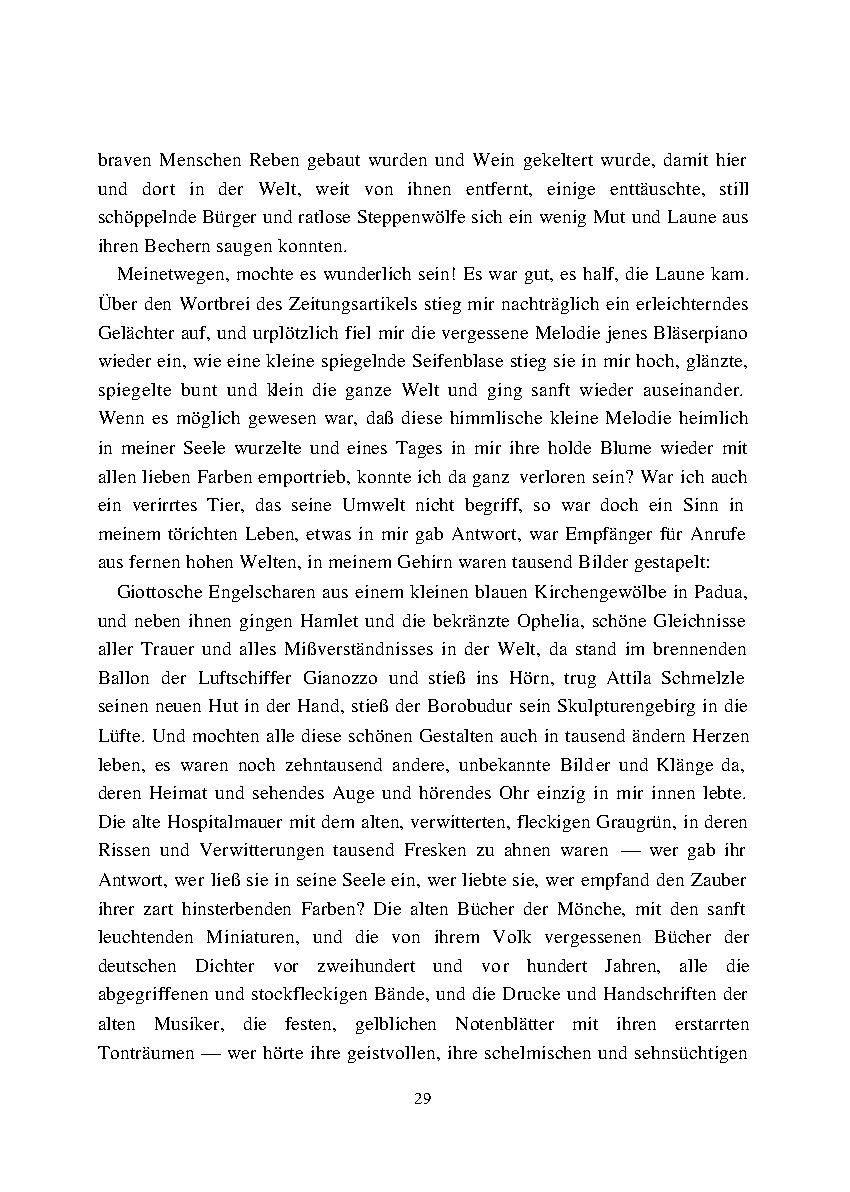 braven Menschen Reben gebaut wurden und Wein gekeltert wurde, damit hier
und dort in der Welt, weit von ihnen entfernt, einige enttäuschte, still
schöppelnde Bürger und ratlose Steppenwölfe sich ein wenig Mut und Laune aus
ihren Bechern saugen konnten.
Meinetwegen, mochte es wunderlich sein! Es war gut, es half, die Laune kam.
Über den Wortbrei des Zeitungsartikels stieg mir nachträglich ein erleichterndes
Gelächter auf, und urplötzlich fiel mir die vergessene Melodie jenes Bläserpiano
wieder ein, wie eine kleine spiegelnde Seifenblase stieg sie in mir hoch, glänzte,
spiegelte bunt und klein die ganze Welt und ging sanft wieder auseinander.
Wenn es möglich gewesen war, daß diese himmlische kleine Melodie heimlich
in meiner Seele wurzelte und eines Tages in mir ihre holde Blume wieder mit
allen lieben Farben emportrieb, konnte ich da ganz verloren sein? War ich auch
ein verirrtes Tier, das seine Umwelt nicht begriff, so war doch ein Sinn in
meinem törichten Leben, etwas in mir gab Antwort, war Empfänger für Anrufe
aus fernen hohen Welten, in meinem Gehirn waren tausend Bilder gestapelt:
Giottosche Engelscharen aus einem kleinen blauen Kirchengewölbe in Padua,
und neben ihnen gingen Hamlet und die bekränzte Ophelia, schöne Gleichnisse
aller Trauer und alles Mißverständnisses in der Welt, da stand im brennenden
Ballon der Luftschiffer Gianozzo und stieß ins Hörn, trug Attila Schmelzle
seinen neuen Hut in der Hand, stieß der Borobudur sein Skulpturengebirg in die
Lüfte. Und mochten alle diese schönen Gestalten auch in tausend ändern Herzen
leben, es waren noch zehntausend andere, unbekannte Bilder und Klänge da,
deren Heimat und sehendes Auge und hörendes Ohr einzig in mir innen lebte.
Die alte Hospitalmauer mit dem alten, verwitterten, fleckigen Graugrün, in deren
Rissen und Verwitterungen tausend Fresken zu ahnen waren — wer gab ihr
Antwort, wer ließ sie in seine Seele ein, wer liebte sie, wer empfand den Zauber
ihrer zart hinsterbenden Farben? Die alten Bücher der Mönche, mit den sanft
leuchtenden Miniaturen, und die von ihrem Volk vergessenen Bücher der
deutschen Dichter vor zweihundert und vor hundert Jahren, alle die
abgegriffenen und stockfleckigen Bände, und die Drucke und Handschriften der
alten Musiker, die festen, gelblichen Notenblätter mit ihren erstarrten
Tonträumen — wer hörte ihre geistvollen, ihre schelmischen und sehnsüchtigen
29